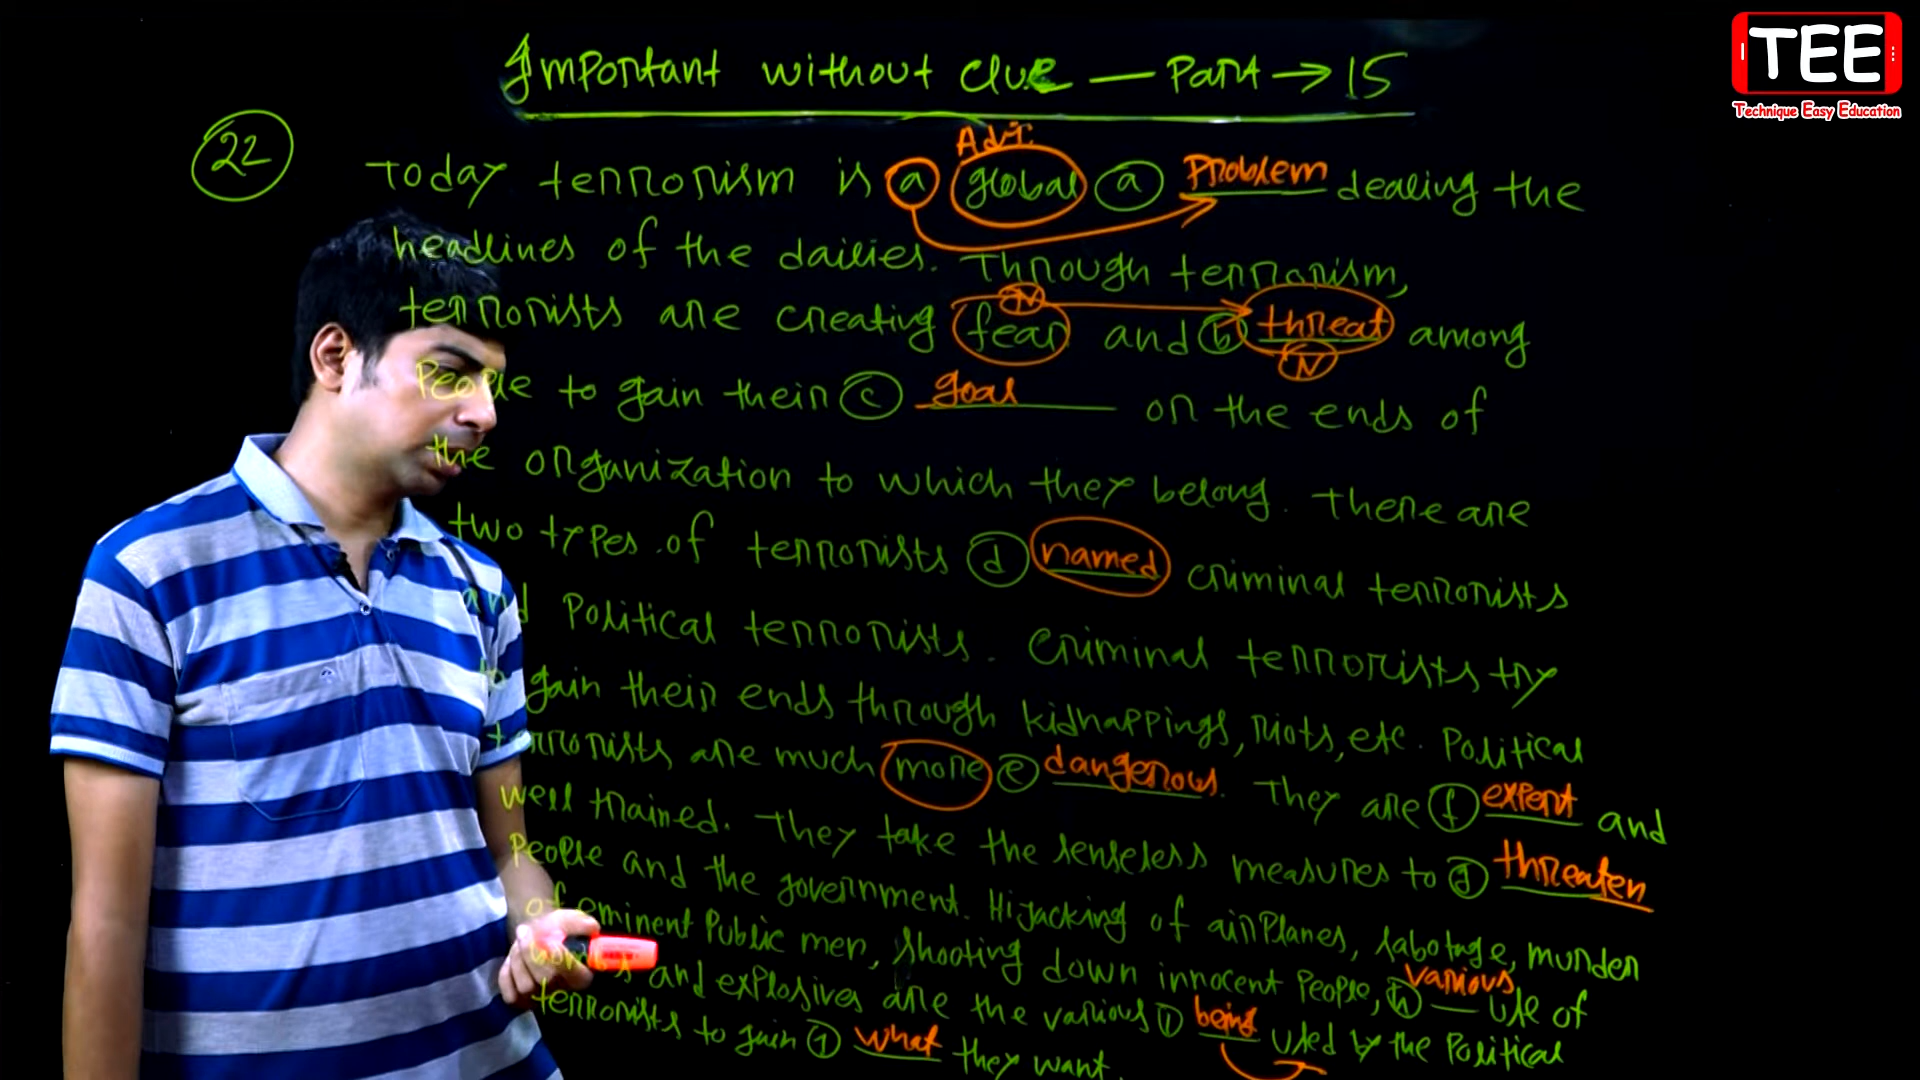 Important without clue — Part → 15
TEE
Technique Easy Education
22
Adj.
Today terrorism is a global (a) Problem dealing the
headlines of the dailies. Through terrorism,
N
terrorists are creating fear and (b) threat among
N
People to gain their (c) goal on the ends of
the organization to which they belong. There are
two types of terrorists (d) named criminal terrorists
and Political terrorists. Criminal terrorists try
to gain their ends through kidnappings, riots, etc. Political
terrorists are much more (e) dangerous. They are (f) expert and
well trained. They take the senseless measures to (g) threaten
People and the government. Hijacking of airplanes, sabotage, murder
of eminent Public men, shooting down innocent People, (h) various use of
bombs and explosives are the various (i) being used by the Political
terrorists to gain (j) what they want.